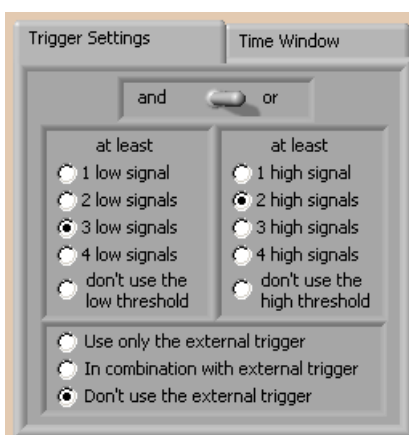 Trigger Settings
Time Window
and or
at least
1 low signal
2 low signals
3 low signals
4 low signals
don't use the
low threshold
at least
1 high signal
2 high signals
3 high signals
4 high signals
don't use the
high threshold
Use only the external trigger
In combination with external trigger
Don't use the external trigger